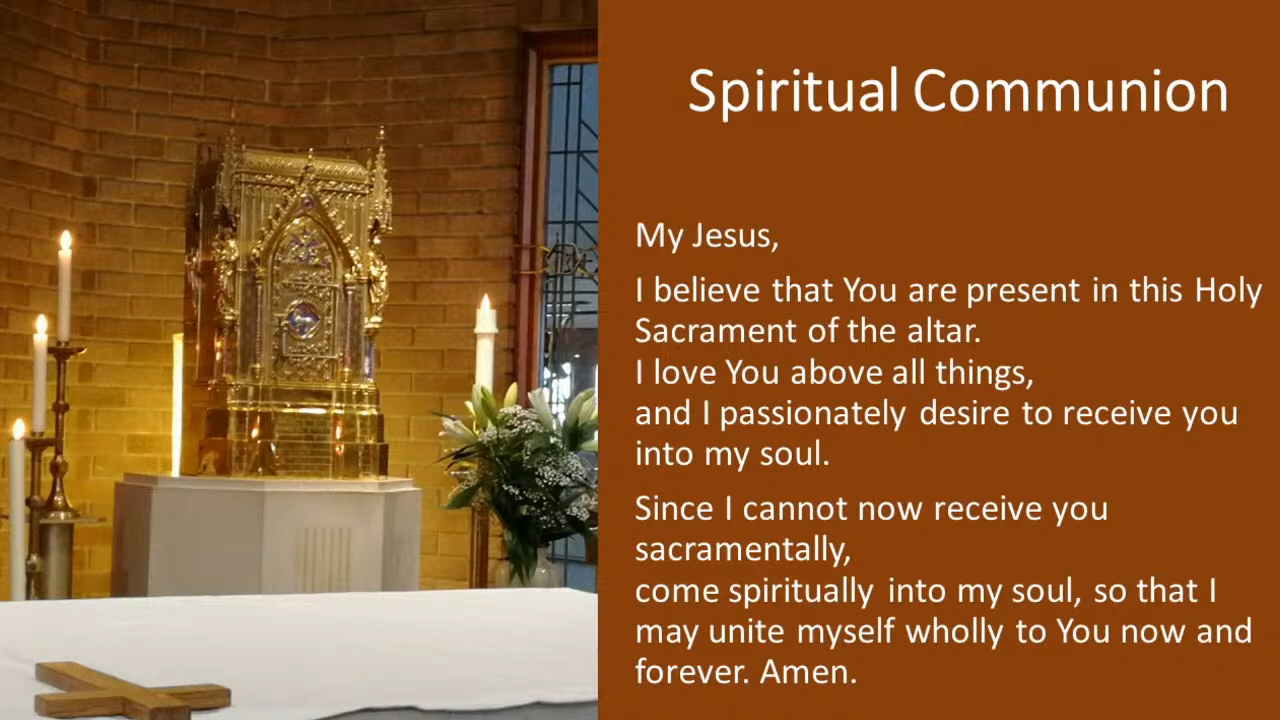 Spiritual Communion
My Jesus,
I believe that You are present in this Holy
Sacrament of the altar.
I love You above all things,
and I passionately desire to receive you
into my soul.
Since I cannot now receive you
sacramentally,
come spiritually into my soul, so that I
may unite myself wholly to You now and
forever. Amen.